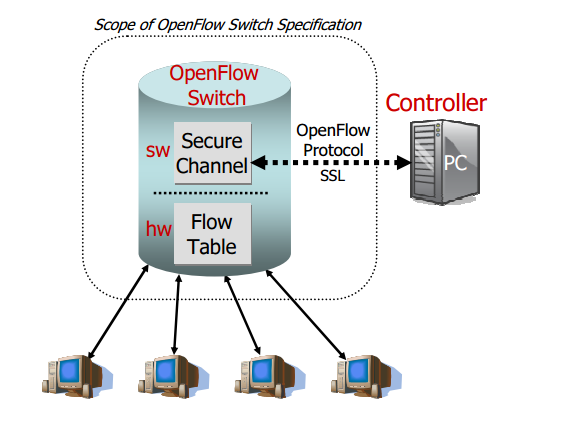 Scope of OpenFlow Switch Specification
OpenFlow
Switch
sw
Secure
Channel
OpenFlow
Protocol
SSL
Controller
PC
hw
Flow
Table